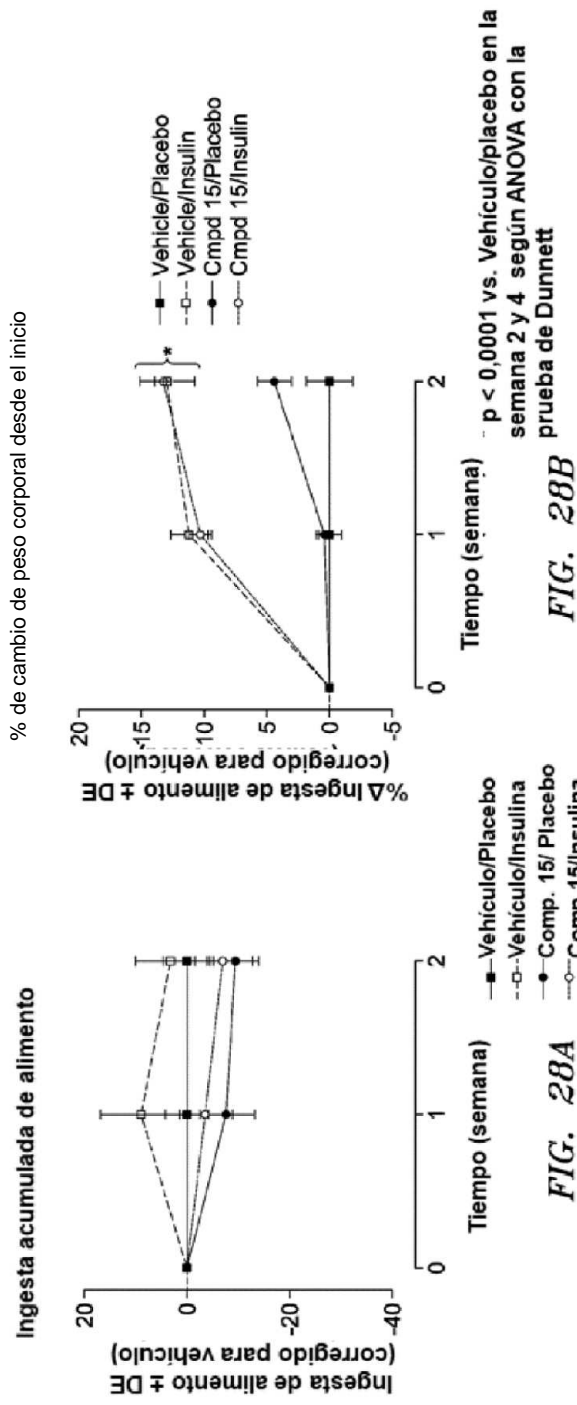 Ingesta acumulada de alimento
Ingesta de alimento ± DE
(corregido para vehículo)
20
0
-20
-40
0
1
2
Tiempo (semana)
Vehículo/Placebo
Vehículo/Insulina
Comp. 15/ Placebo
Comp. 15/Insulina
FIG. 28A
% de cambio de peso corporal desde el inicio
%Δ Ingesta de alimento ± DE
(corregido para vehículo)
20
15
10
5
0
-5
0
1
2
Tiempo (semana)
*
Vehicle/Placebo
Vehicle/Insulin
Cmpd 15/Placebo
Cmpd 15/Insulin
p < 0,0001 vs. Vehículo/placebo en la
semana 2 y 4 según ANOVA con la
prueba de Dunnett
FIG. 28B